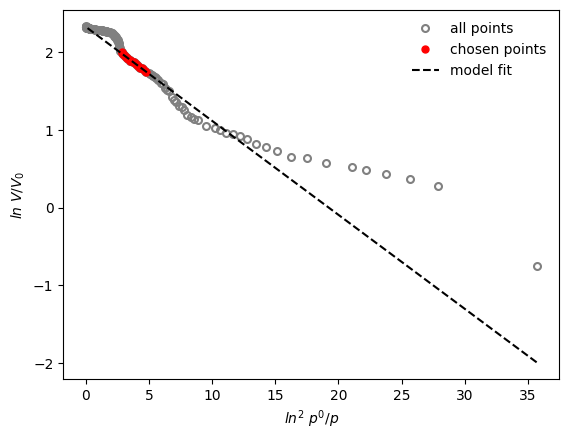 all points
chosen points
model fit
2
1
0
−1
−2
ln V/V₀
0 5 10 15 20 25 30 35
ln² p⁰/p